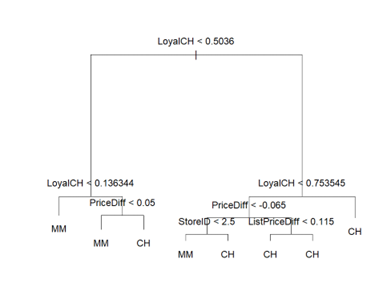 LoyalCH < 0.5036
LoyalCH < 0.136344
LoyalCH < 0.753545
PriceDiff < 0.05
PriceDiff < -0.065
StoreID < 2.5
ListPriceDiff < 0.115
MM
CH
MM
CH
MM
CH
CH
CH